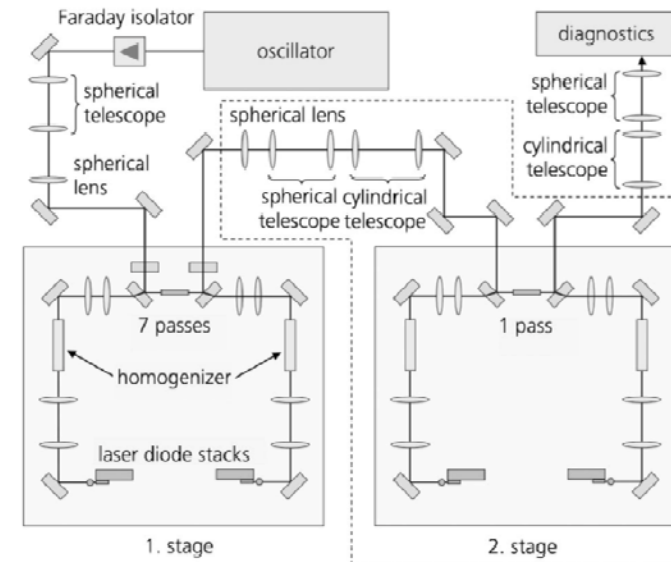 Faraday isolator
oscillator
diagnostics
spherical
telescope
spherical
lens
spherical lens
spherical
telescope
cylindrical
telescope
spherical
telescope
cylindrical
telescope
7 passes
homogenizer
laser diode stacks
1. stage
1 pass
2. stage